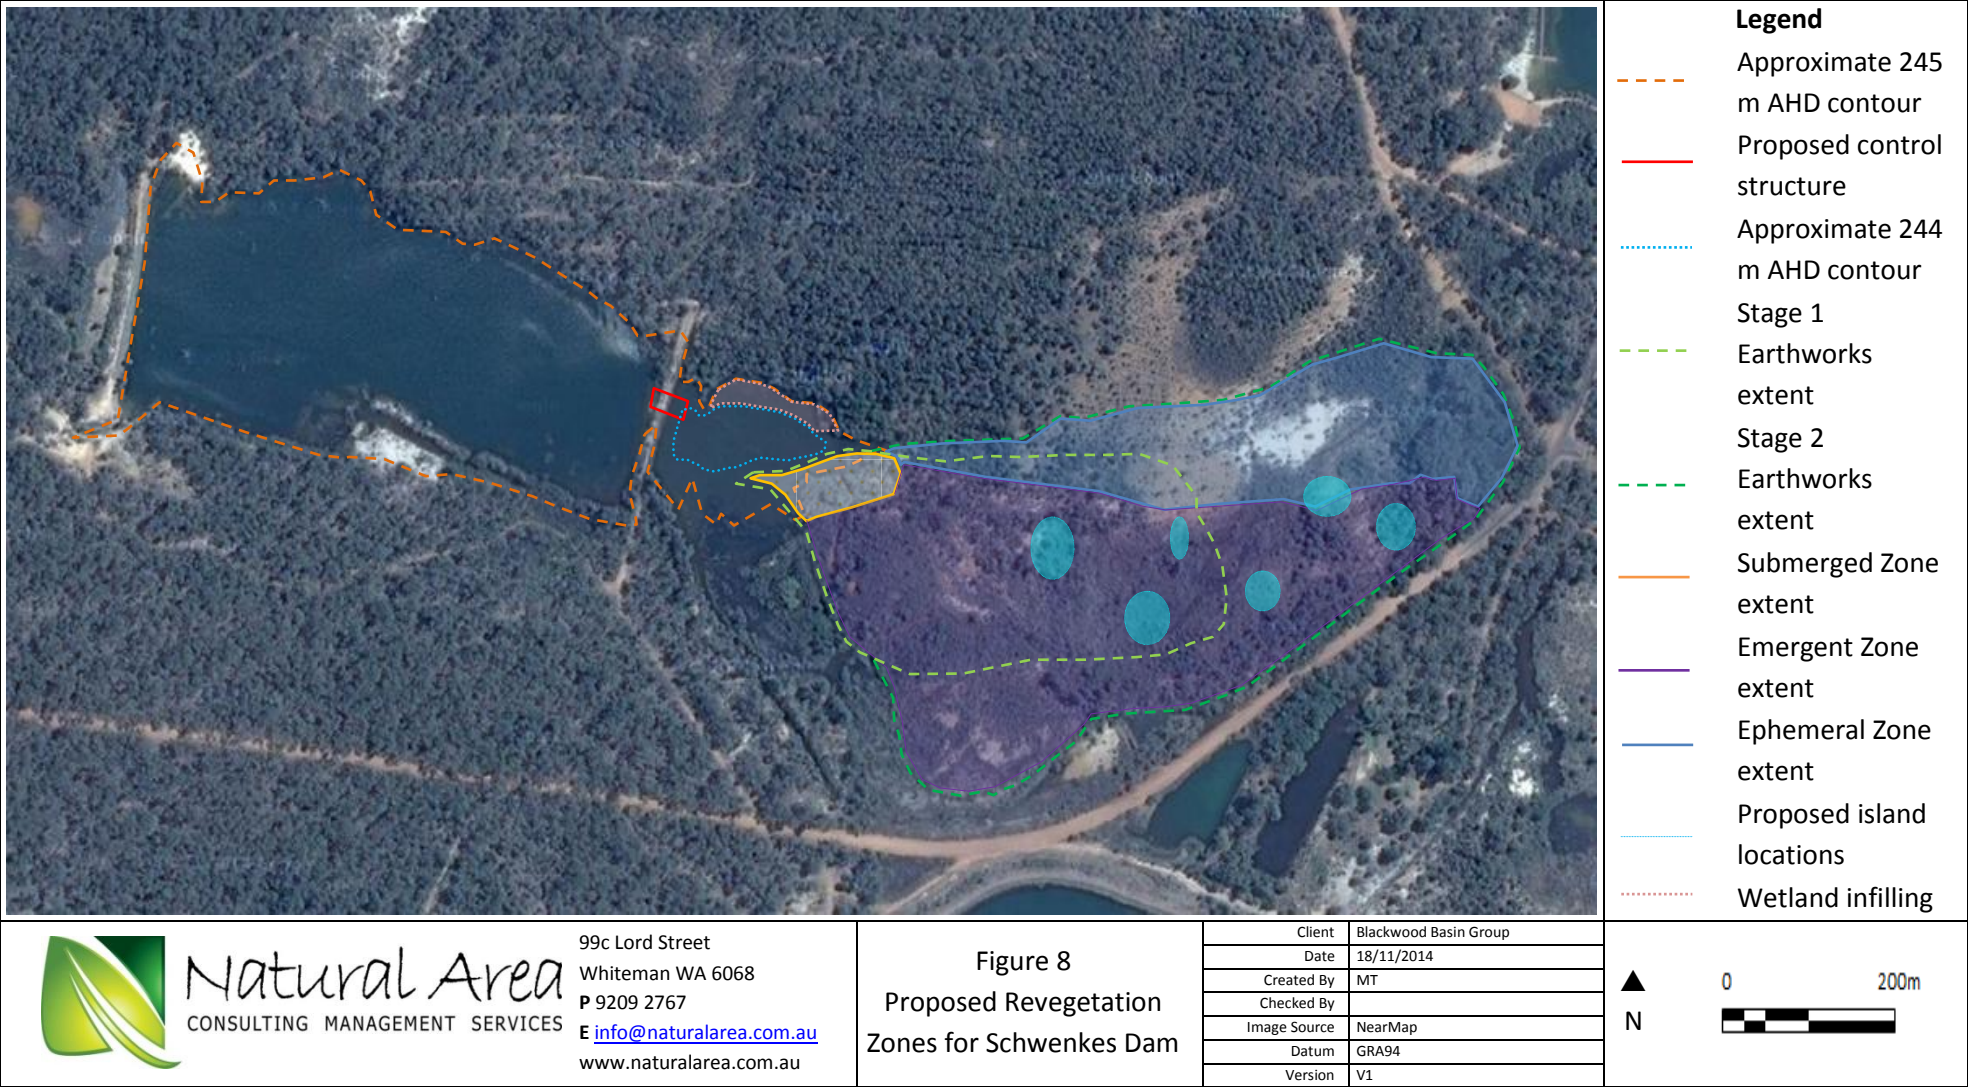 Legend
Approximate 245
m AHD contour
Proposed control
structure
Approximate 244
m AHD contour
Stage 1
Earthworks
extent
Stage 2
Earthworks
extent
Submerged Zone
extent
Emergent Zone
extent
Ephemeral Zone
extent
Proposed island
locations
Wetland infilling
Natural Area
CONSULTING MANAGEMENT SERVICES
99c Lord Street
Whiteman WA 6068
P 9209 2767
E info@naturalarea.com.au
www.naturalarea.com.au
Figure 8
Proposed Revegetation
Zones for Schwenkes Dam
Client Blackwood Basin Group
Date 18/11/2014
Created By MT
Checked By
Image Source NearMap
Datum GRA94
Version V1
N
0 200m